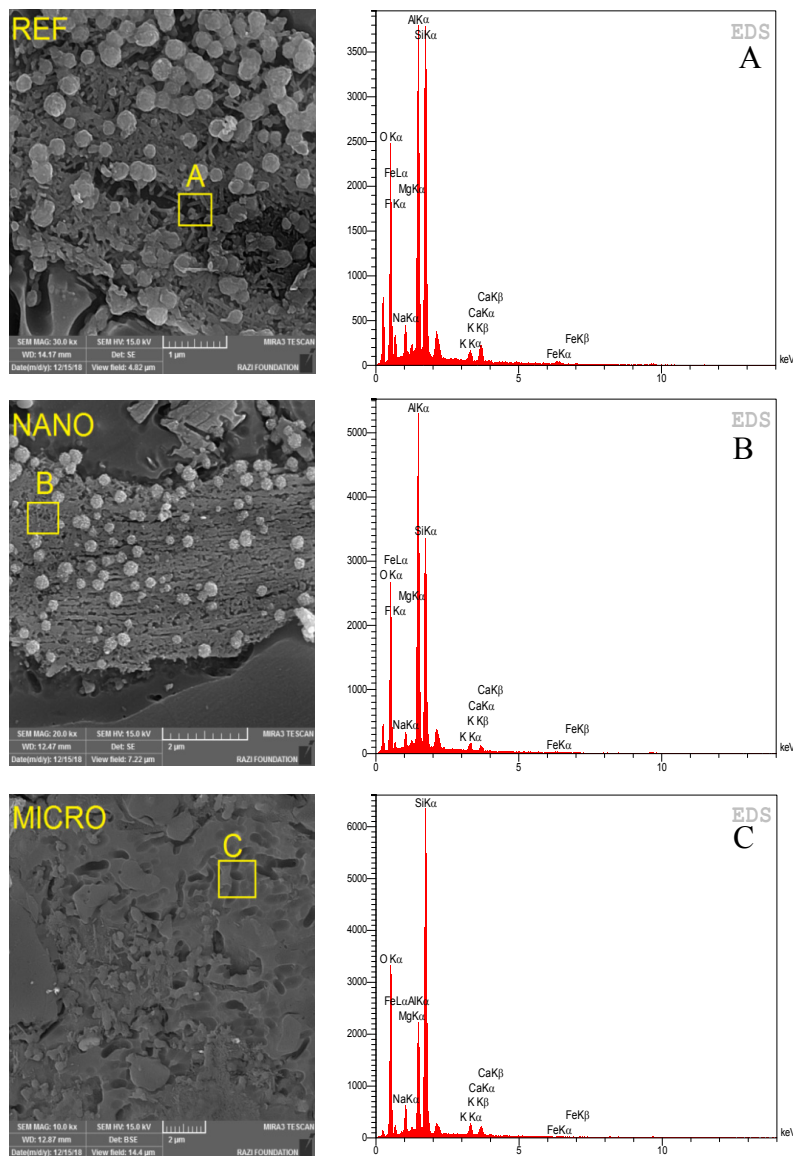 REF
A
SEM MAG: 30.0 kx SEM HV: 15.0 kV MIRA3 TESCAN
WD: 14.17 mm Det: SE 1 µm
Date(m/d/y): 12/15/18 View field: 4.82 µm RAZI FOUNDATION
EDS
A
AlKα
SiKα
O Kα
FeLα
MgKα
F Kα
NaKα
CaKβ
CaKα
K Kβ
K Kα
FeKβ
FeKα
3500
3000
2500
2000
1500
1000
500
0
0 5 10 keV
NANO
B
SEM MAG: 20.0 kx SEM HV: 15.0 kV MIRA3 TESCAN
WD: 12.47 mm Det: SE 2 µm
Date(m/d/y): 12/15/18 View field: 7.22 µm RAZI FOUNDATION
EDS
B
AlKα
SiKα
FeLα
O Kα
MgKα
F Kα
NaKα
CaKβ
CaKα
K Kβ
K Kα
FeKβ
FeKα
5000
4000
3000
2000
1000
0
0 5 10 keV
MICRO
C
SEM MAG: 10.0 kx SEM HV: 15.0 kV MIRA3 TESCAN
WD: 12.87 mm Det: BSE 2 µm
Date(m/d/y): 12/15/18 View field: 14.4 µm RAZI FOUNDATION
EDS
C
SiKα
O Kα
FeLαAlKα
MgKα
NaKα
CaKβ
CaKα
K Kβ
K Kα
FeKβ
FeKα
6000
5000
4000
3000
2000
1000
0
0 5 10 keV